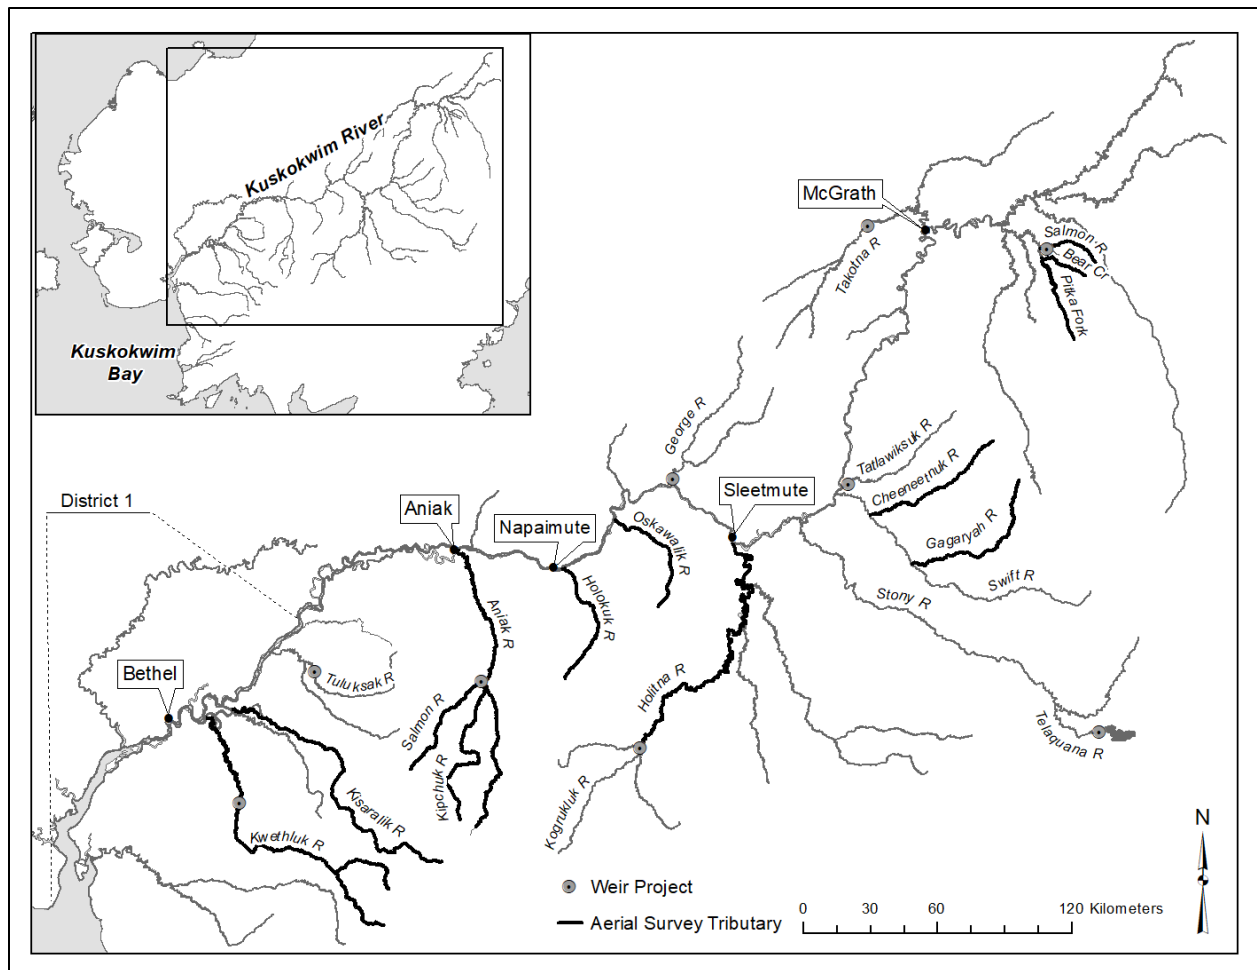 Kuskokwim River
Kuskokwim
Bay
McGrath
Takotna R
Salmon R
Bear Cr
Pitka Fork
George R
Tatlawiksuk R
Cheeneetnuk R
Sleetmute
District 1
Aniak
Napaimute
Oskawalik R
Gagaryah R
Swift R
Stony R
Holokuk R
Aniak R
Bethel
Tuluksak R
Holitna R
Salmon R
Telaquana R
Kipchuk R
Kisaralik R
Kogrukluk R
Kwethluk R
N
Weir Project
Aerial Survey Tributary
0 30 60 120 Kilometers